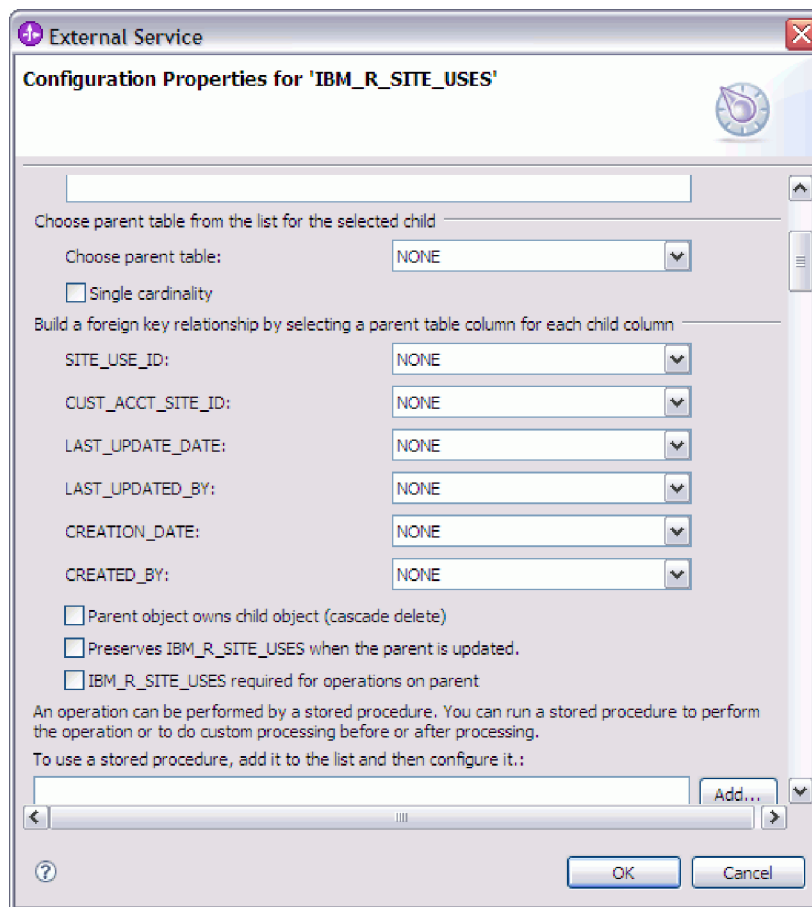 External Service
Configuration Properties for 'IBM_R_SITE_USES'
Choose parent table from the list for the selected child
Choose parent table: NONE
Single cardinality
Build a foreign key relationship by selecting a parent table column for each child column
SITE_USE_ID: NONE
CUST_ACCT_SITE_ID: NONE
LAST_UPDATE_DATE: NONE
LAST_UPDATED_BY: NONE
CREATION_DATE: NONE
CREATED_BY: NONE
Parent object owns child object (cascade delete)
Preserves IBM_R_SITE_USES when the parent is updated.
IBM_R_SITE_USES required for operations on parent
An operation can be performed by a stored procedure. You can run a stored procedure to perform
the operation or to do custom processing before or after processing.
To use a stored procedure, add it to the list and then configure it.:
Add...
? OK Cancel